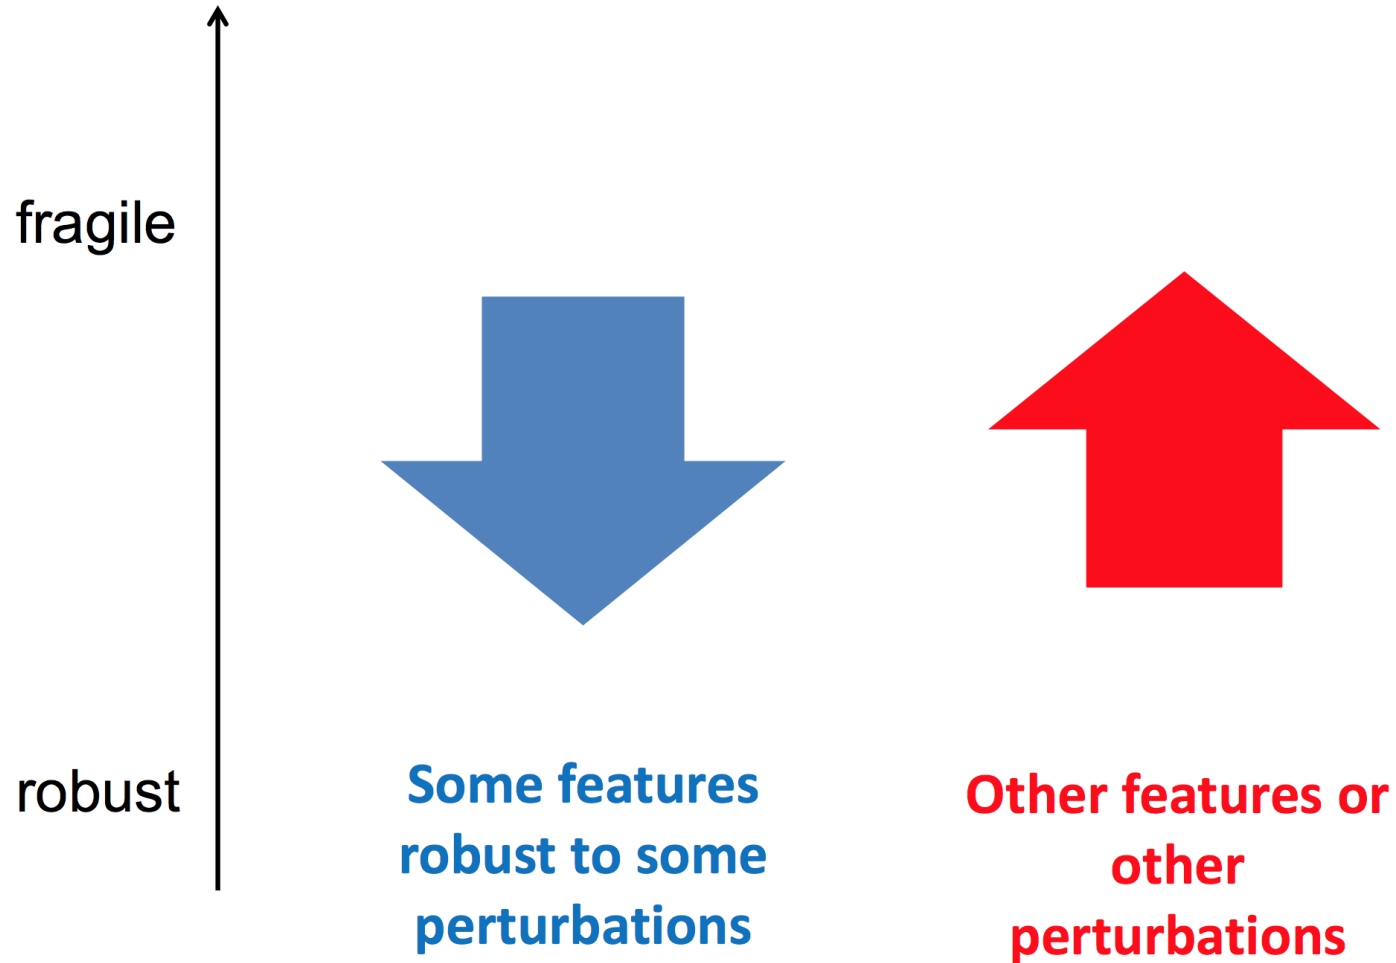 fragile
robust
Some features
robust to some
perturbations
Other features or
other
perturbations